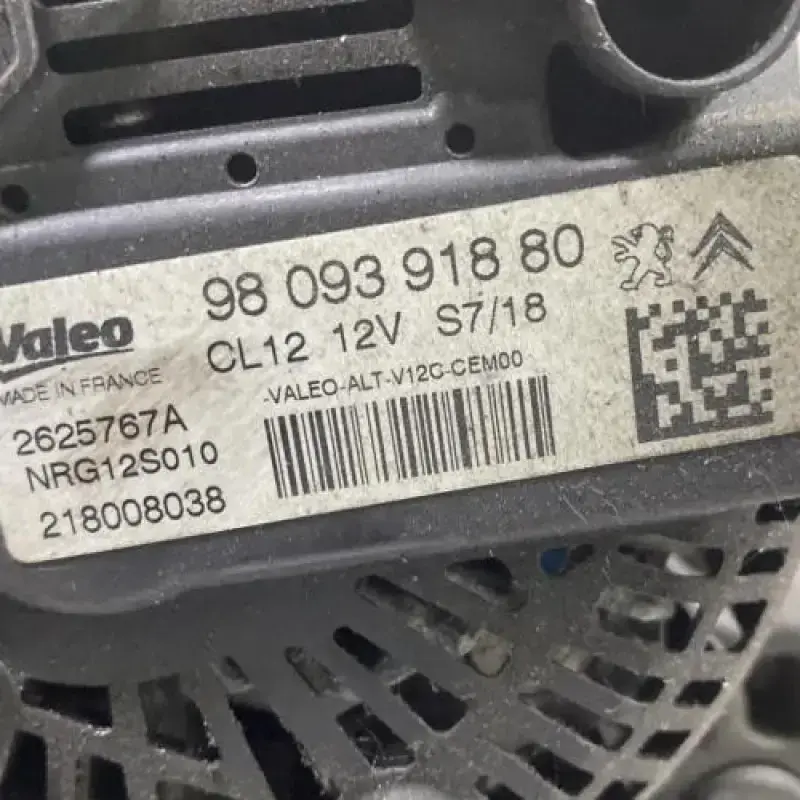 98 093 918 80
Valeo
CL12 12V S7/18
MADE IN FRANCE
-VALEO-ALT-V12C-CEM00
2625767A
NRG12S010
218008038